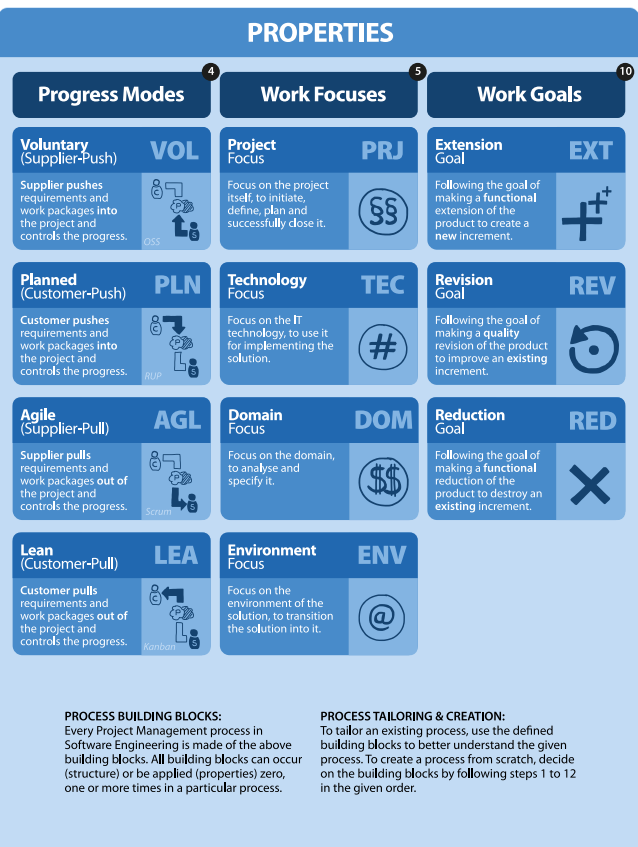 PROPERTIES
4
Progress Modes
5
Work Focuses
10
Work Goals
Voluntary
(Supplier-Push)
VOL
Supplier pushes
requirements and
work packages into
the project and
controls the progress.
C
P
S
OSS
Project
Focus
PRJ
Focus on the project
itself, to initiate,
define, plan and
successfully close it.
§§
Extension
Goal
EXT
Following the goal of
making a functional
extension of the
product to create a
new increment.
Planned
(Customer-Push)
PLN
Customer pushes
requirements and
work packages into
the project and
controls the progress.
C
P
S
RUP
Technology
Focus
TEC
Focus on the IT
technology, to use it
for implementing the
solution.
#
Revision
Goal
REV
Following the goal of
making a quality
revision of the product
to improve an existing
increment.
Agile
(Supplier-Pull)
AGL
Supplier pulls
requirements and
work packages out of
the project and
controls the progress.
C
P
S
Scrum
Domain
Focus
DOM
Focus on the domain,
to analyse and
specify it.
$$
Reduction
Goal
RED
Following the goal of
making a functional
reduction of the
product to destroy an
existing increment.
Lean
(Customer-Pull)
LEA
Customer pulls
requirements and
work packages out of
the project and
controls the progress.
C
P
S
Kanban
Environment
Focus
ENV
Focus on the
environment of the
solution, to transition
the solution into it.
@
PROCESS BUILDING BLOCKS:
Every Project Management process in
Software Engineering is made of the above
building blocks. All building blocks can occur
(structure) or be applied (properties) zero,
one or more times in a particular process.
PROCESS TAILORING & CREATION:
To tailor an existing process, use the defined
building blocks to better understand the given
process. To create a process from scratch, decide
on the building blocks by following steps 1 to 12
in the given order.